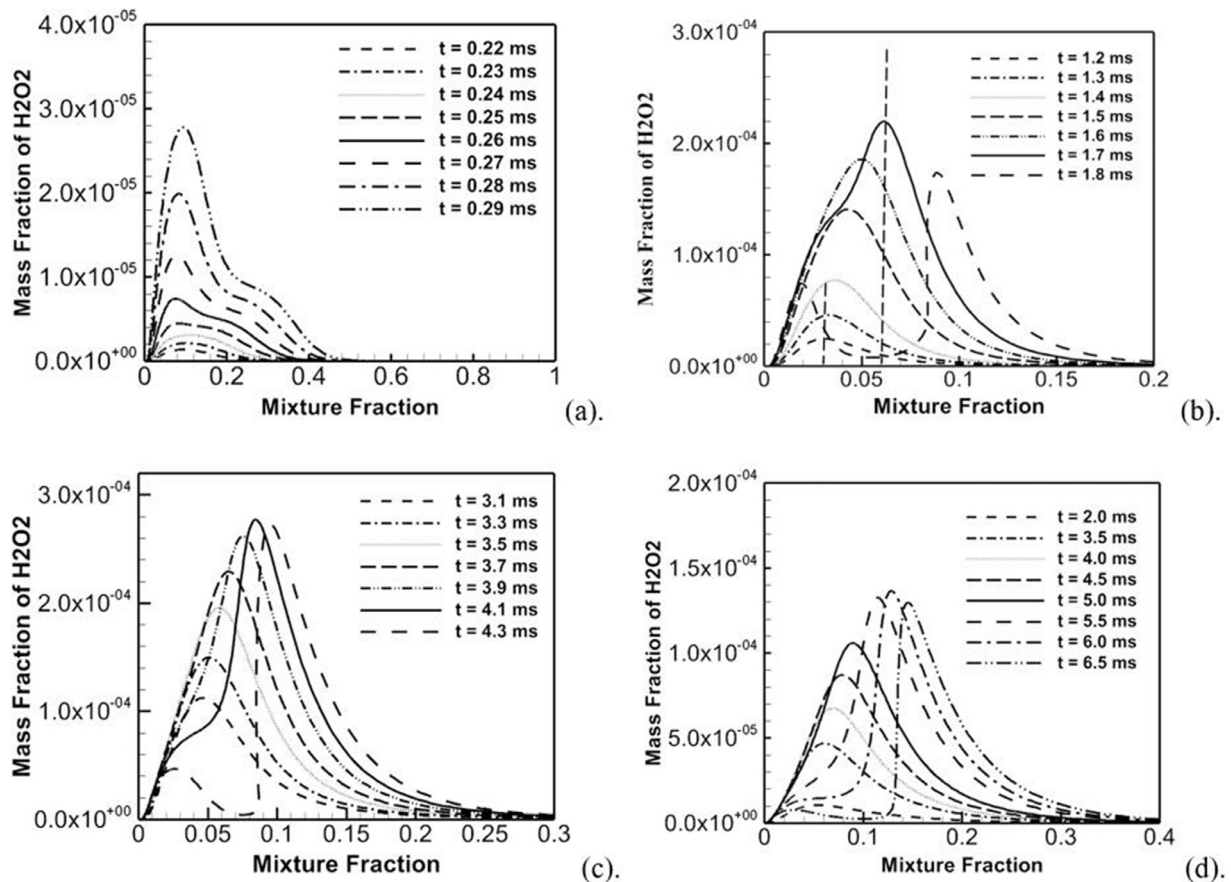 4.0x10⁻⁰⁵
3.0x10⁻⁰⁵
2.0x10⁻⁰⁵
1.0x10⁻⁰⁵
0.0x10⁺⁰⁰
Mass Fraction of H2O2
t = 0.22 ms
t = 0.23 ms
t = 0.24 ms
t = 0.25 ms
t = 0.26 ms
t = 0.27 ms
t = 0.28 ms
t = 0.29 ms
0 0.2 0.4 0.6 0.8 1
Mixture Fraction
(a).
3.0x10⁻⁰⁴
2.0x10⁻⁰⁴
1.0x10⁻⁰⁴
0.0x10⁺⁰⁰
Mass Fraction of H2O2
t = 1.2 ms
t = 1.3 ms
t = 1.4 ms
t = 1.5 ms
t = 1.6 ms
t = 1.7 ms
t = 1.8 ms
0 0.05 0.1 0.15 0.2
Mixture Fraction
(b).
3.0x10⁻⁰⁴
2.0x10⁻⁰⁴
1.0x10⁻⁰⁴
0.0x10⁺⁰⁰
Mass Fraction of H2O2
t = 3.1 ms
t = 3.3 ms
t = 3.5 ms
t = 3.7 ms
t = 3.9 ms
t = 4.1 ms
t = 4.3 ms
0 0.05 0.1 0.15 0.2 0.25 0.3
Mixture Fraction
(c).
2.0x10⁻⁰⁴
1.5x10⁻⁰⁴
1.0x10⁻⁰⁴
5.0x10⁻⁰⁵
0.0x10⁺⁰⁰
Mass Fraction of H2O2
t = 2.0 ms
t = 3.5 ms
t = 4.0 ms
t = 4.5 ms
t = 5.0 ms
t = 5.5 ms
t = 6.0 ms
t = 6.5 ms
0 0.1 0.2 0.3 0.4
Mixture Fraction
(d).